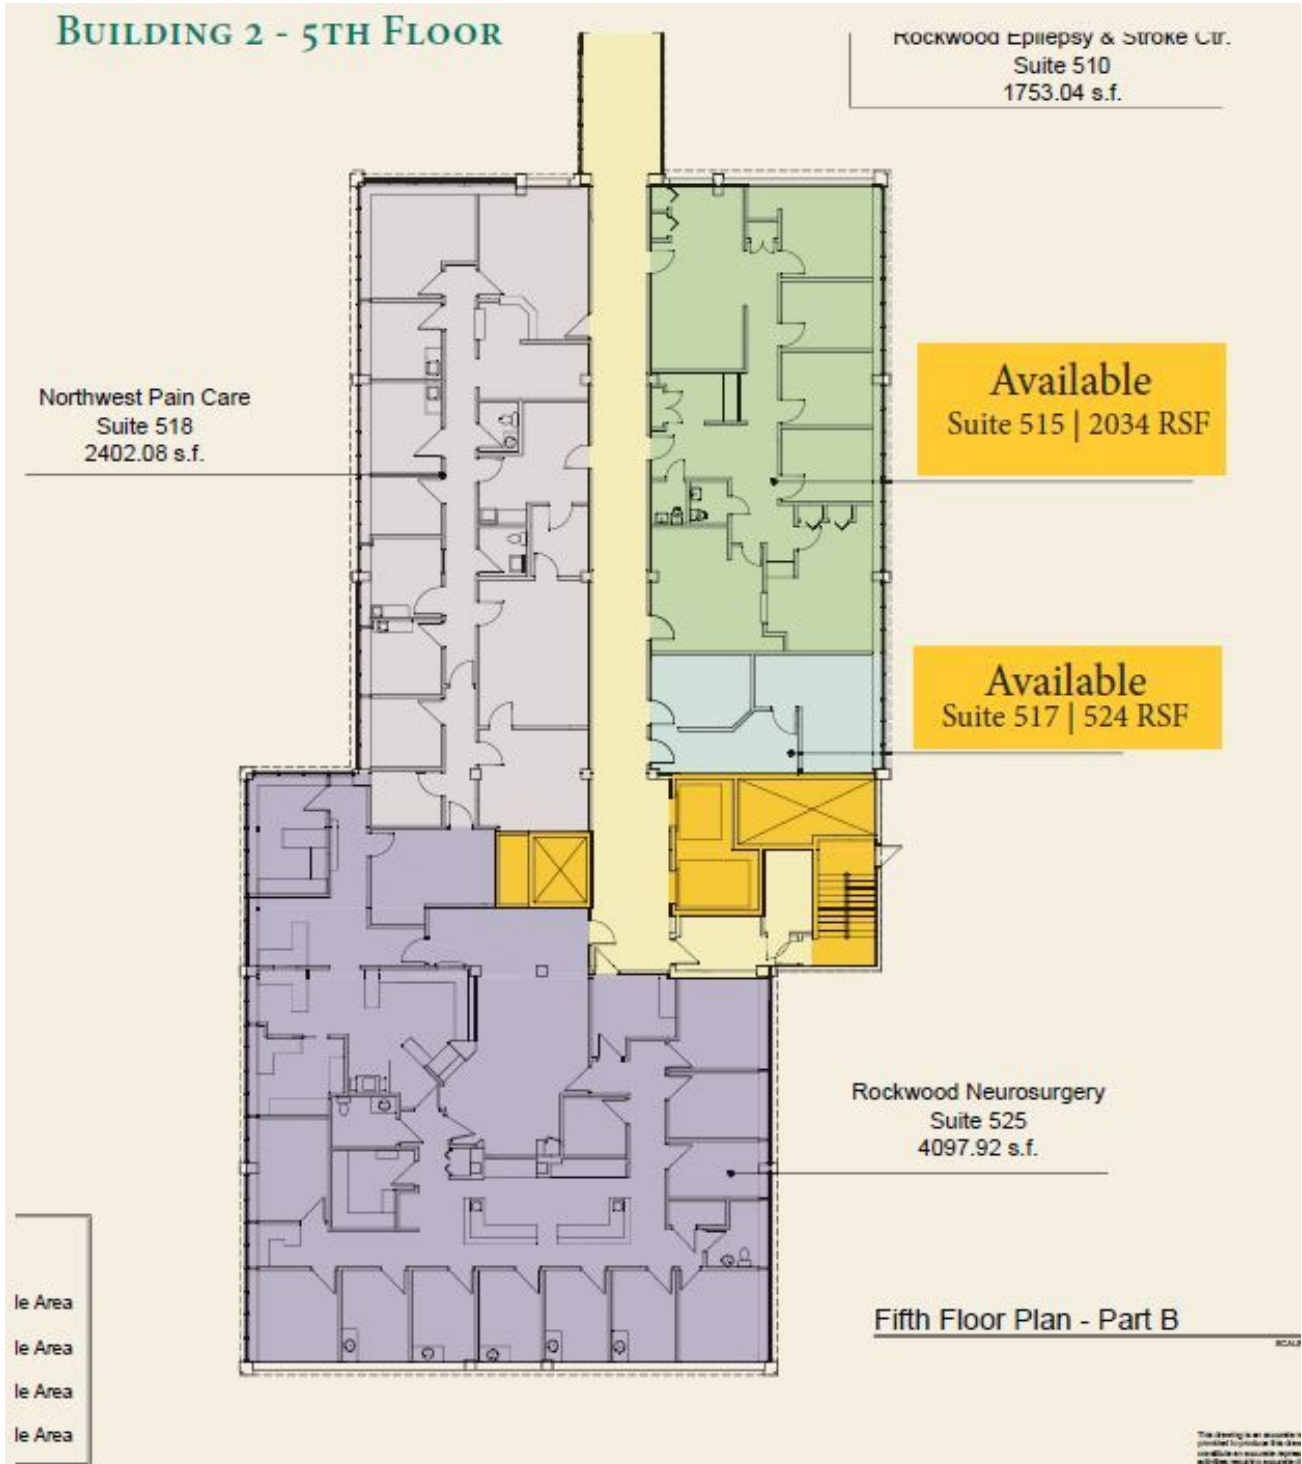 BUILDING 2 - 5TH FLOOR
Rockwood Epilepsy & Stroke Ctr.
Suite 510
1753.04 s.f.
Available
Suite 515 | 2034 RSF
Northwest Pain Care
Suite 518
2402.08 s.f.
Available
Suite 517 | 524 RSF
Rockwood Neurosurgery
Suite 525
4097.92 s.f.
le Area
le Area
le Area
le Area
Fifth Floor Plan - Part B
SCALE